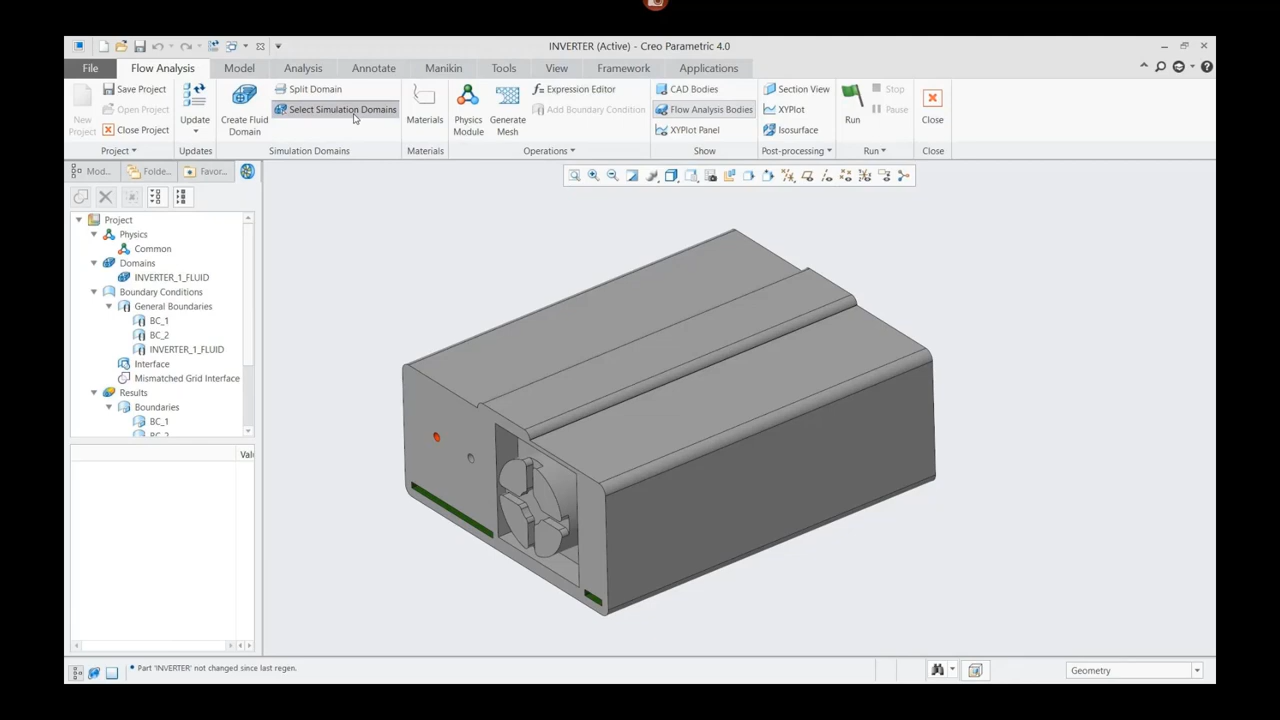 INVERTER (Active) - Creo Parametric 4.0
File Flow Analysis Model Analysis Annotate Manikin Tools View Framework Applications
New Project
Save Project
Open Project
Close Project
Project
Update
Updates
Create Fluid Domain
Split Domain
Select Simulation Domains
Simulation Domains
Materials
Materials
Physics Module
Generate Mesh
Expression Editor
Add Boundary Condition
Operations
CAD Bodies
Flow Analysis Bodies
XYPlot Panel
Show
Section View
XYPlot
Isosurface
Post-processing
Run
Stop
Pause
Run
Close
Close
Mod... Folde... Favor...
Project
Physics
Common
Domains
INVERTER_1_FLUID
Boundary Conditions
General Boundaries
BC_1
BC_2
INVERTER_1_FLUID
Interface
Mismatched Grid Interface
Results
Boundaries
BC_1
Part 'INVERTER' not changed since last regen.
Geometry